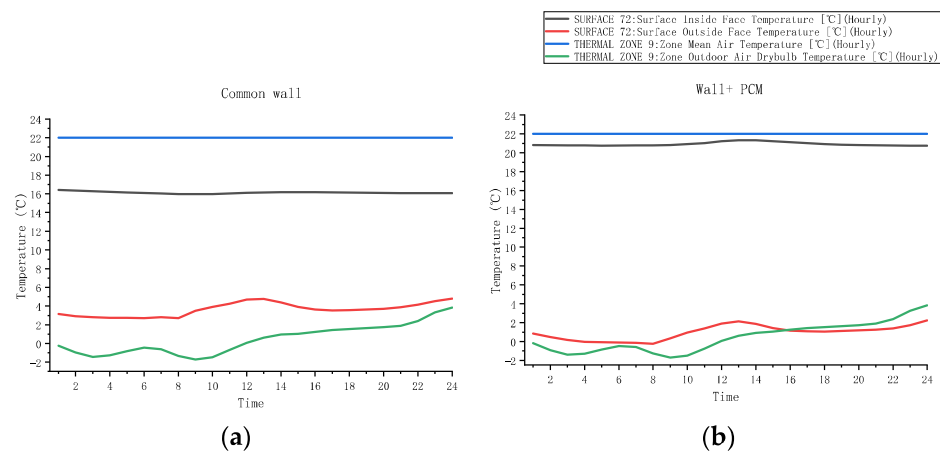 SURFACE 72:Surface Inside Face Temperature [℃](Hourly)
SURFACE 72:Surface Outside Face Temperature [℃](Hourly)
THERMAL ZONE 9:Zone Mean Air Temperature [℃](Hourly)
THERMAL ZONE 9:Zone Outdoor Air Drybulb Temperature [℃](Hourly)
Common wall
24
22
20
18
16
14
12
10
8
6
4
2
0
-2
Temperature (℃)
2 4 6 8 10 12 14 16 18 20 22 24
Time
(a)
Wall+ PCM
24
22
20
18
16
14
12
10
8
6
4
2
0
-2
Temperature (℃)
2 4 6 8 10 12 14 16 18 20 22 24
Time
(b)